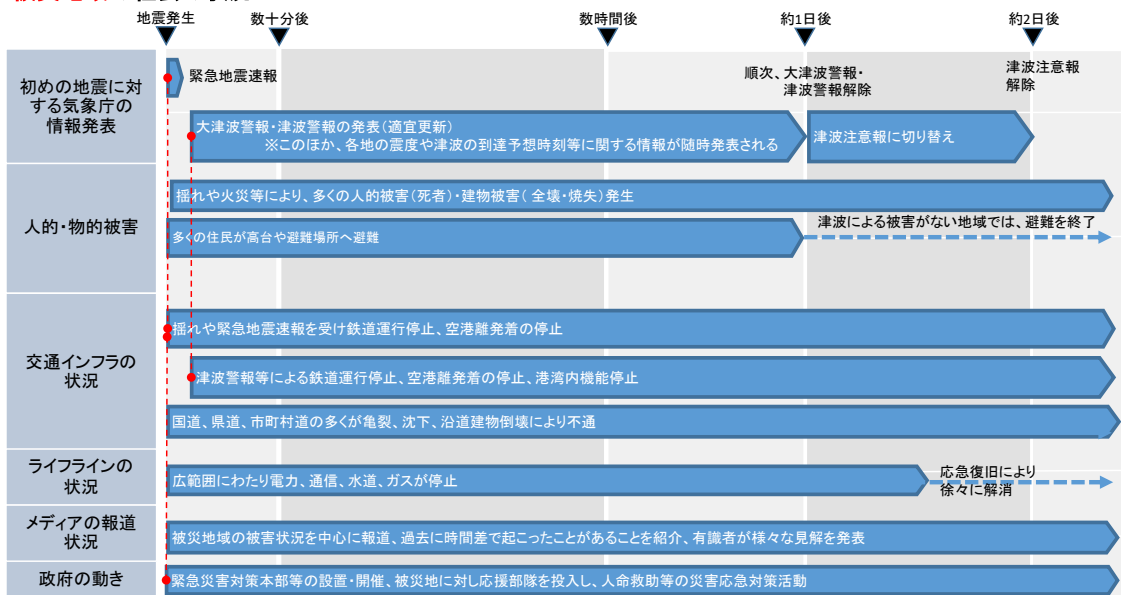 地震発生
数十分後
数時間後
約1日後
約2日後
初めの地震に対
する気象庁の
情報発表
緊急地震速報
順次、大津波警報・
津波警報解除
津波注意報
解除
大津波警報・津波警報の発表(適宜更新)
※このほか、各地の震度や津波の到達予想時刻等に関する情報が随時発表される
津波注意報に切り替え
人的・物的被害
揺れや火災等により、多くの人的被害(死者)・建物被害( 全壊・焼失)発生
多くの住民が高台や避難場所へ避難
津波による被害がない地域では、避難を終了
交通インフラの
状況
揺れや緊急地震速報を受け鉄道運行停止、空港離発着の停止
津波警報等による鉄道運行停止、空港離発着の停止、港湾内機能停止
国道、県道、市町村道の多くが亀裂、沈下、沿道建物倒壊により不通
ライフラインの
状況
広範囲にわたり電力、通信、水道、ガスが停止
応急復旧により
徐々に解消
メディアの報道
状況
被災地域の被害状況を中心に報道、過去に時間差で起こったことがあることを紹介、有識者が様々な見解を発表
政府の動き
緊急災害対策本部等の設置・開催、被災地に対し応援部隊を投入し、人命救助等の災害応急対策活動